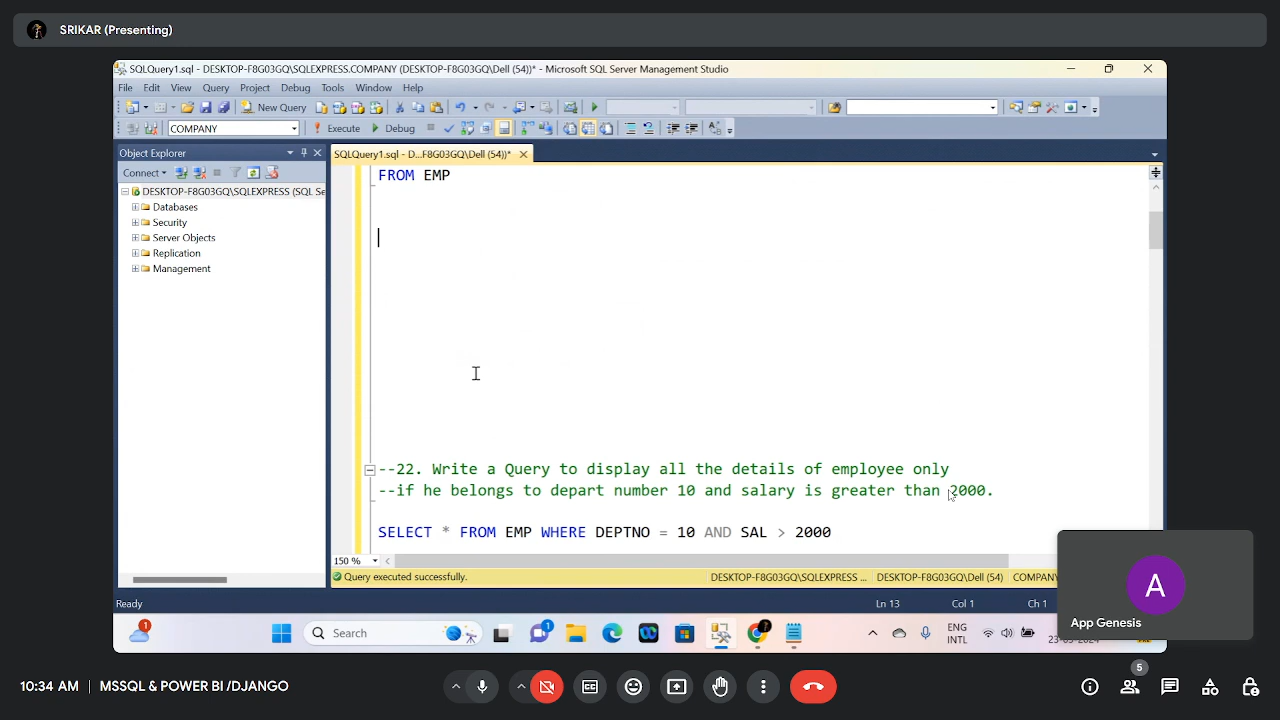 SRIKAR (Presenting)
SQLQuery1.sql - DESKTOP-F8G03GQ\SQLEXPRESS.COMPANY (DESKTOP-F8G03GQ\Dell (54))* - Microsoft SQL Server Management Studio
File Edit View Query Project Debug Tools Window Help
New Query
COMPANY Execute Debug
Object Explorer
SQLQuery1.sql - D...F8G03GQ\Dell (54))*
Connect
DESKTOP-F8G03GQ\SQLEXPRESS (SQL Se
Databases
Security
Server Objects
Replication
Management
FROM EMP
--22. Write a Query to display all the details of employee only
--if he belongs to depart number 10 and salary is greater than 2000.
SELECT * FROM EMP WHERE DEPTNO = 10 AND SAL > 2000
150 %
Query executed successfully. DESKTOP-F8G03GQ\SQLEXPRESS ... DESKTOP-F8G03GQ\Dell (54) COMPANY
Ready Ln 13 Col 1 Ch 1
1 Search 1 7 ENG
INTL
A
App Genesis
10:34 AM | MSSQL & POWER BI /DJANGO
5